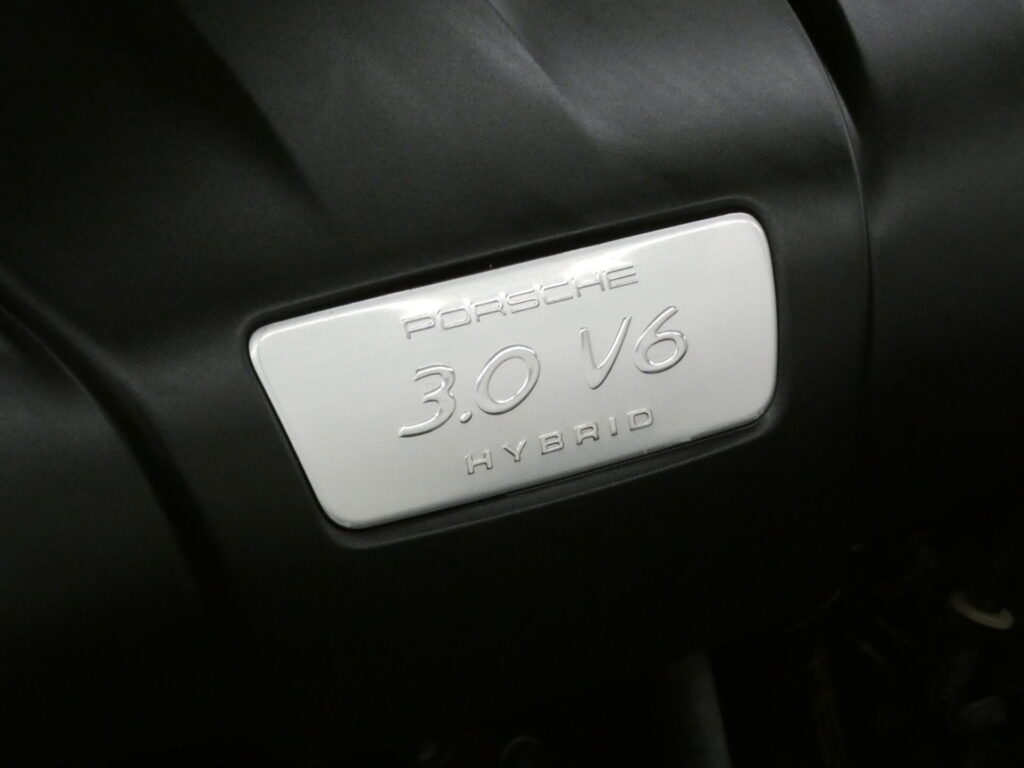 PORSCHE
3.0 V6
HYBRID